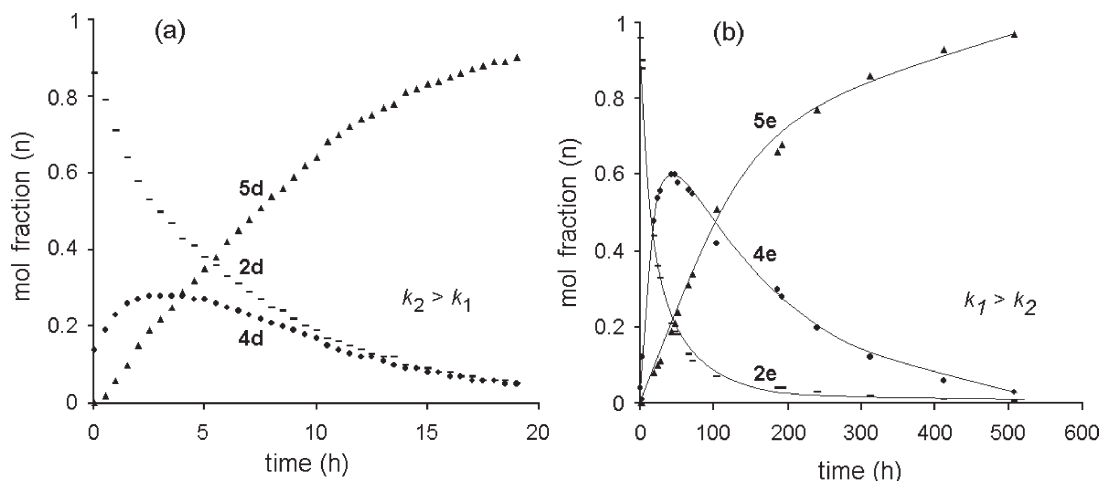 (a)
mol fraction (n)
1
0.8
0.6
0.4
0.2
0
5d
2d
4d
k2 > k1
0
5
10
15
20
time (h)
(b)
mol fraction (n)
1
0.8
0.6
0.4
0.2
0
5e
4e
2e
k1 > k2
0
100
200
300
400
500
600
time (h)